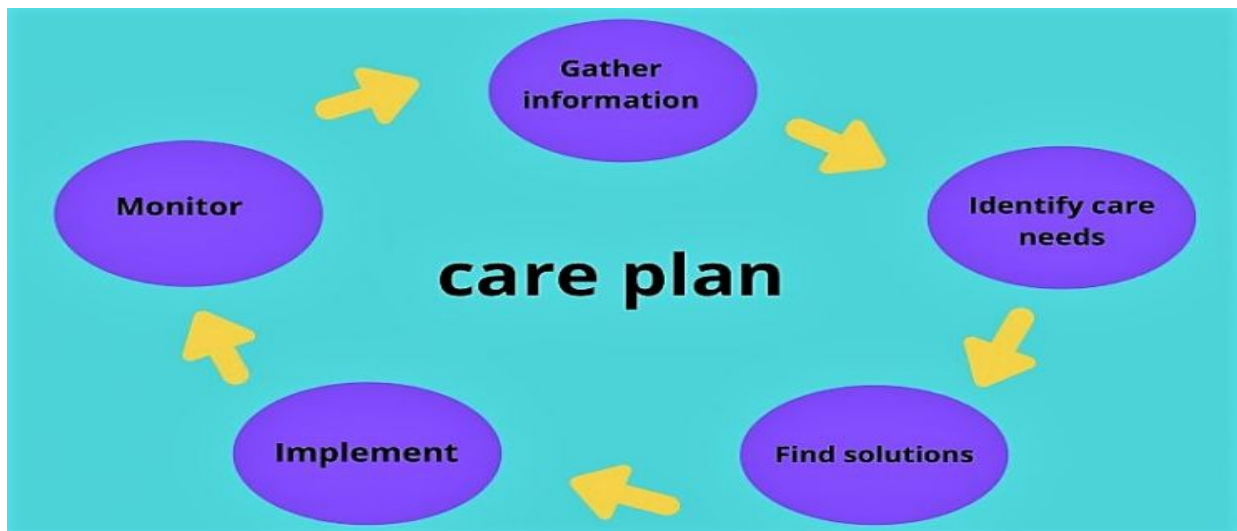 Gather
information
Identify care
needs
Find solutions
Implement
Monitor
care plan